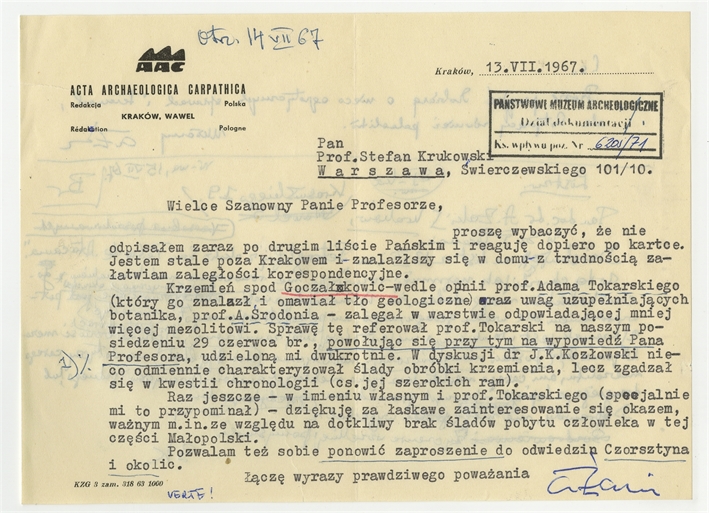 Otrz. 14 VII 67
AAC
ACTA ARCHAEOLOGICA CARPATHICA
Redakcja Polska
KRAKÓW, WAWEL
Rédaktion Pologne
Kraków, 13.VII.1967.
PAŃSTWOWE MUZEUM ARCHEOLOGICZNE
Dział dokumentacji
Ks. wpływu poz. Nr 6201/71
Pan
Prof.Stefan Krukowski
Warszawa, Świerczewskiego 101/10.
Wielce Szanowny Panie Profesorze,
proszę wybaczyć, że nie
odpisałem zaraz po drugim liście Pańskim i reaguję dopiero po kartce.
Jestem stale poza Krakowem i-znalazłszy się w domu-z trudnością za-
łatwiam zaległości korespondencyjne.
Krzemień spod Goczałkowic-wedle opinii prof.Adama Tokarskiego
(który go znalazł i omawiał tło geologiczne) oraz uwag uzupełniających
botanika, prof.A.Środonia - zalegał w warstwie odpowiadającej mniej
więcej mezolitowi. Sprawę tę referował prof.Tokarski na naszym po-
siedzeniu 29 czerwca br., powołując się przy tym na wypowiedź Pana
1) % Profesora, udzieloną mi dwukrotnie. W dyskusji dr J.K.Kozłowski nie-
co odmiennie charakteryzował ślady obróbki krzemienia, lecz zgadzał
się w kwestii chronologii (cs.jej szerokich ram).
Raz jeszcze - w imieniu własnym i prof.Tokarskiego (specjalnie
mi to przypominał) - dziękuję za łaskawe zainteresowanie się okazem,
ważnym m.in.ze względu na dotkliwy brak śladów pobytu człowieka w tej
części Małopolski.
Pozwalam też sobie ponowić zaproszenie do odwiedzin Czorsztyna
i okolic.
łączę wyrazy prawdziwego poważania
KZG 3 zam. 318 63 1000
VERTE!